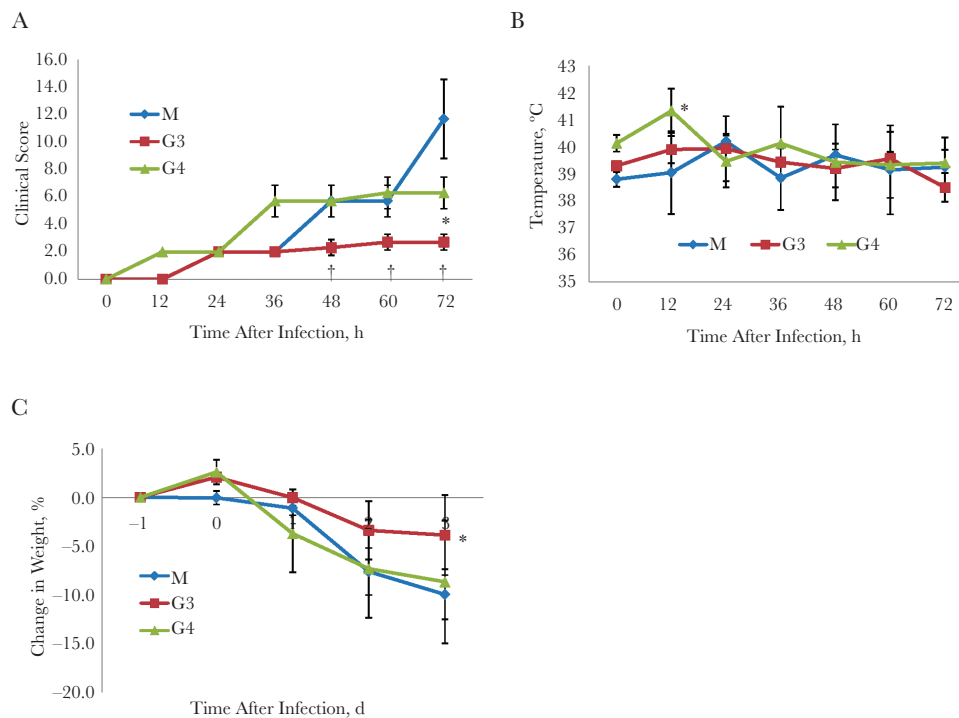 A
Clinical Score
16.0
14.0
12.0
10.0
8.0
6.0
4.0
2.0
0.0
M
G3
G4
*
† † †
0 12 24 36 48 60 72
Time After Infection, h
B
Temperature, °C
43
42
41
40
39
38
37
36
35
*
M G3 G4
0 12 24 36 48 60 72
Time After Infection, h
C
Change in Weight, %
5.0
0.0
–5.0
–10.0
–15.0
–20.0
–1 0 1 2 3
*
M
G3
G4
Time After Infection, d